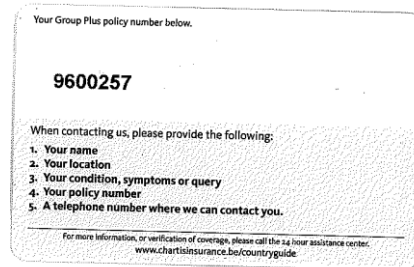 Your Group Plus policy number below.
9600257
When contacting us, please provide the following:
1. Your name
2. Your location
3. Your condition, symptoms or query
4. Your policy number
5. A telephone number where we can contact you.
For more information, or verification of coverage, please call the 24 hour assistance center.
www.chartisinsurance.be/countryguide